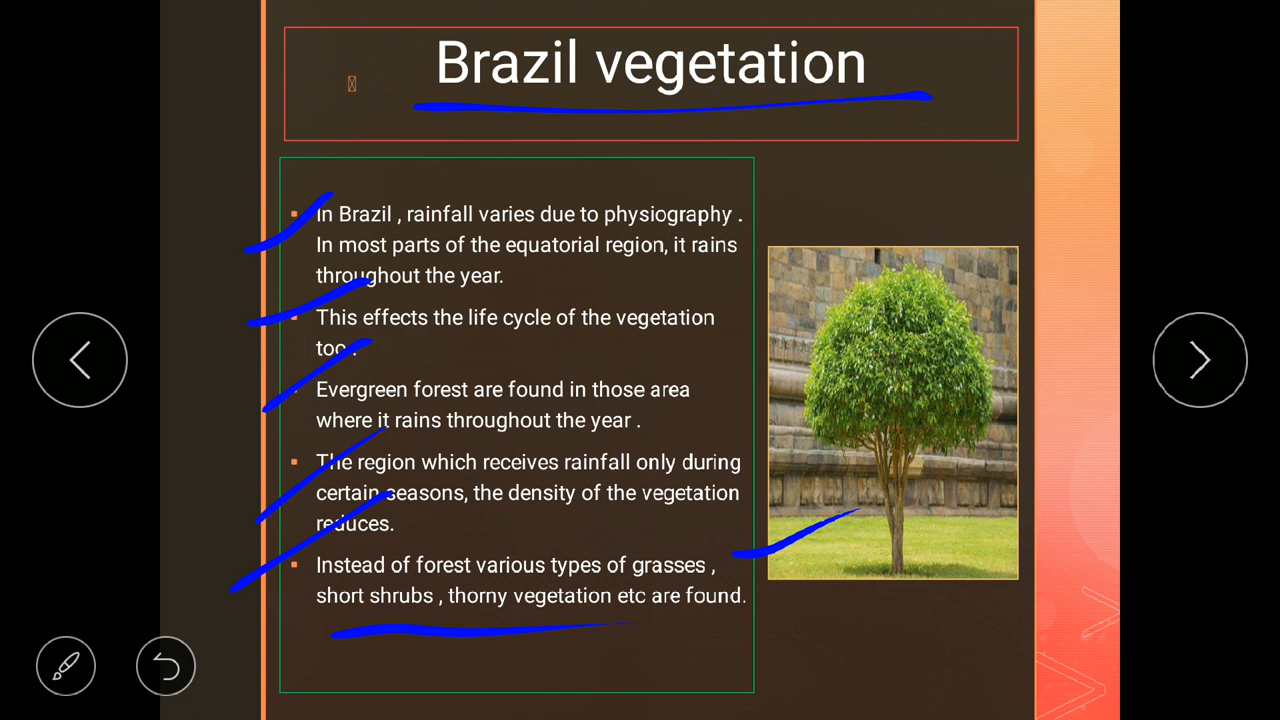 Brazil vegetation
In Brazil , rainfall varies due to physiography .
In most parts of the equatorial region, it rains
throughout the year.
This effects the life cycle of the vegetation
too .
Evergreen forest are found in those area
where it rains throughout the year .
The region which receives rainfall only during
certain seasons, the density of the vegetation
reduces.
Instead of forest various types of grasses ,
short shrubs , thorny vegetation etc are found.